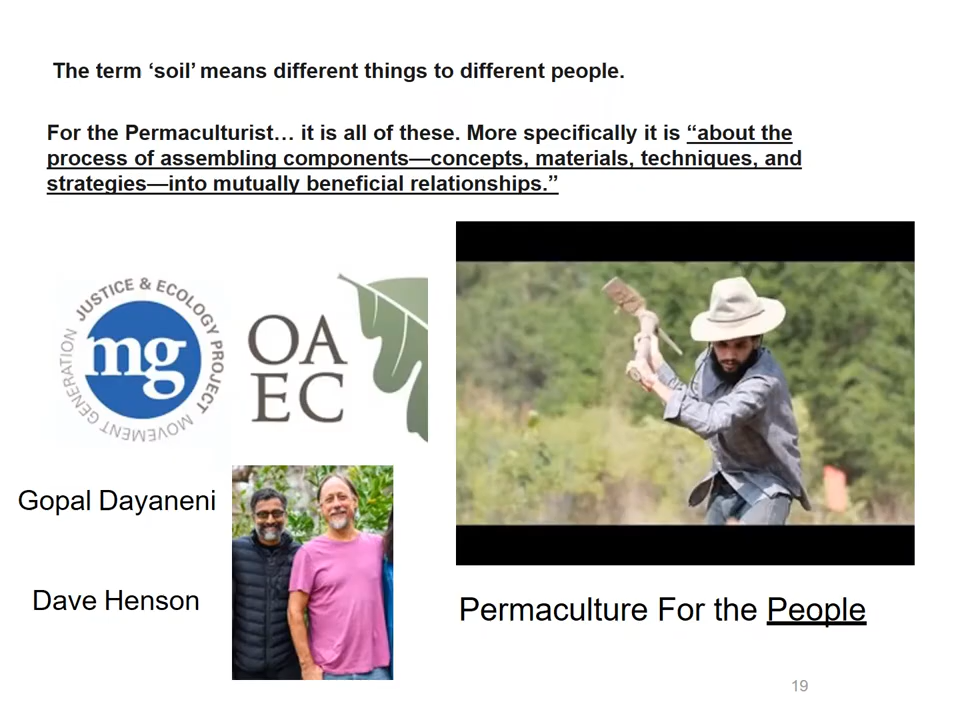 The term ‘soil’ means different things to different people.
For the Permaculturist… it is all of these. More specifically it is “about the
process of assembling components—concepts, materials, techniques, and
strategies—into mutually beneficial relationships.”
JUSTICE & ECOLOGY PROJECT
MOVEMENT GENERATION
mg
OA
EC
Gopal Dayaneni
Dave Henson
Permaculture For the People
19